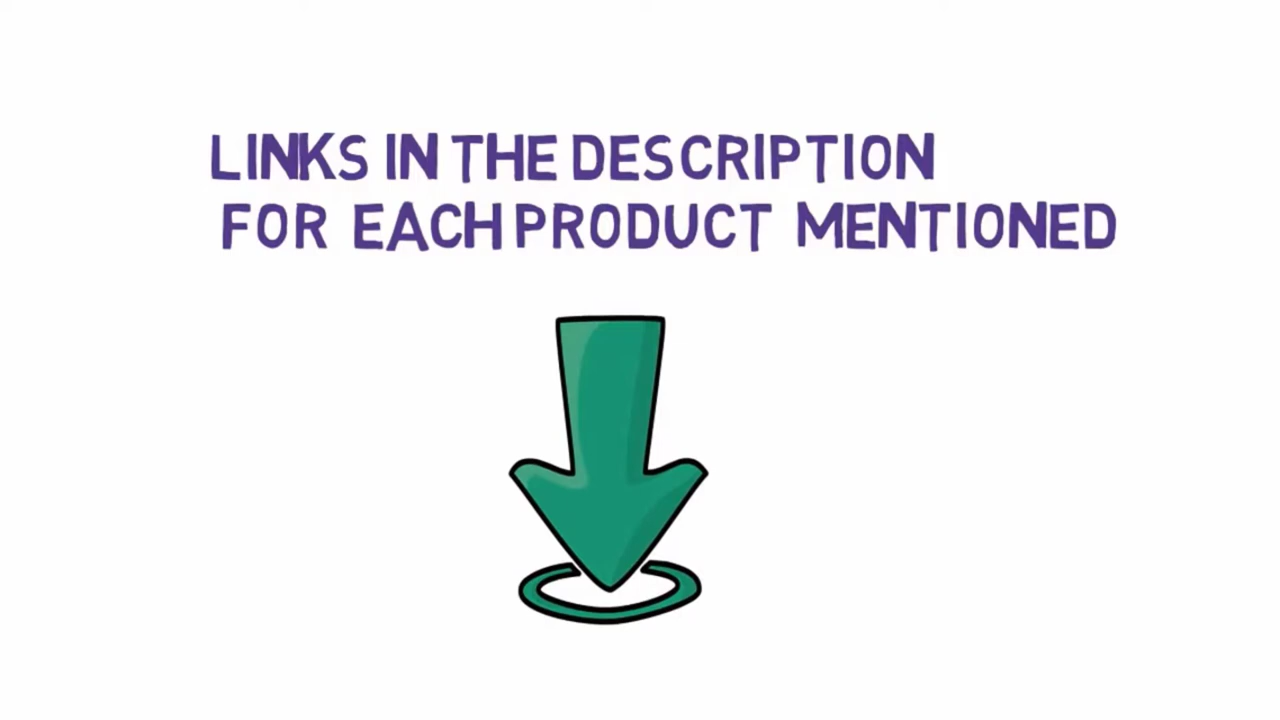 LINKS IN THE DESCRIPTION
FOR EACH PRODUCT MENTIONED